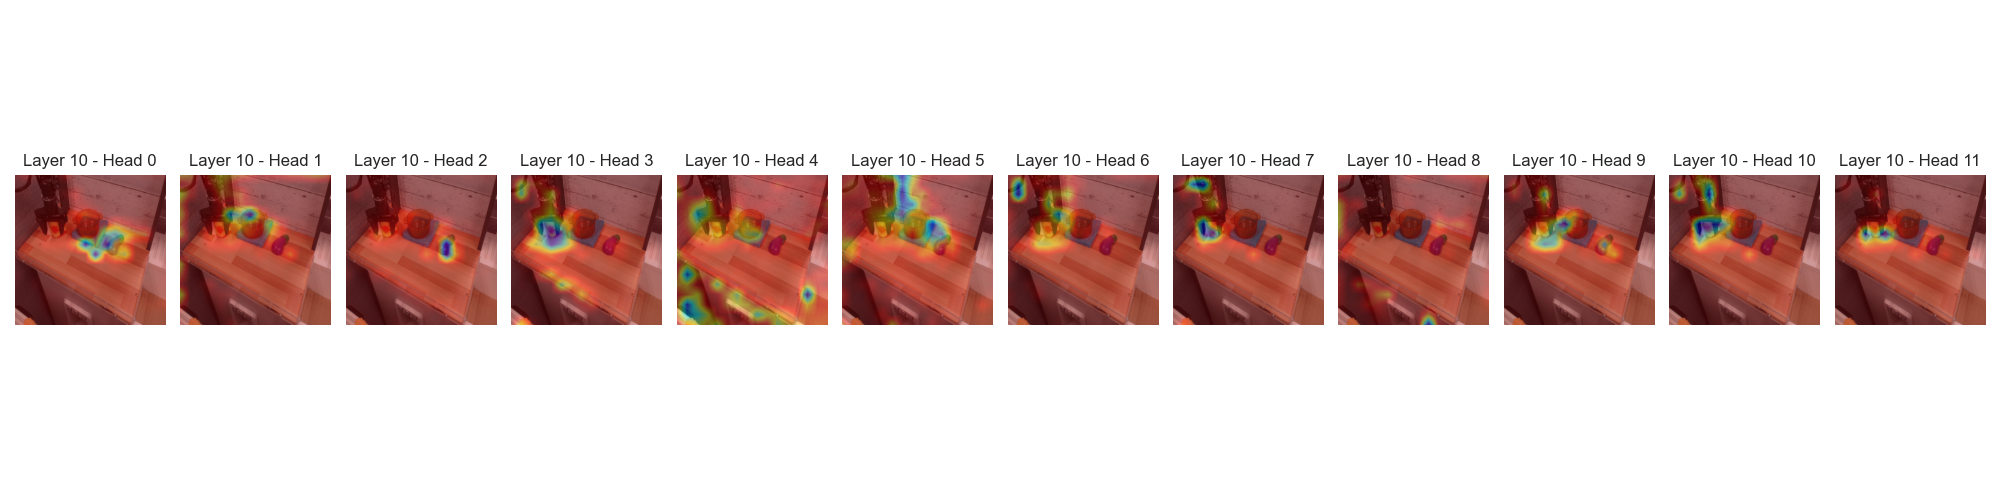 Layer 10 - Head 0
Layer 10 - Head 1
Layer 10 - Head 2
Layer 10 - Head 3
Layer 10 - Head 4
Layer 10 - Head 5
Layer 10 - Head 6
Layer 10 - Head 7
Layer 10 - Head 8
Layer 10 - Head 9
Layer 10 - Head 10
Layer 10 - Head 11